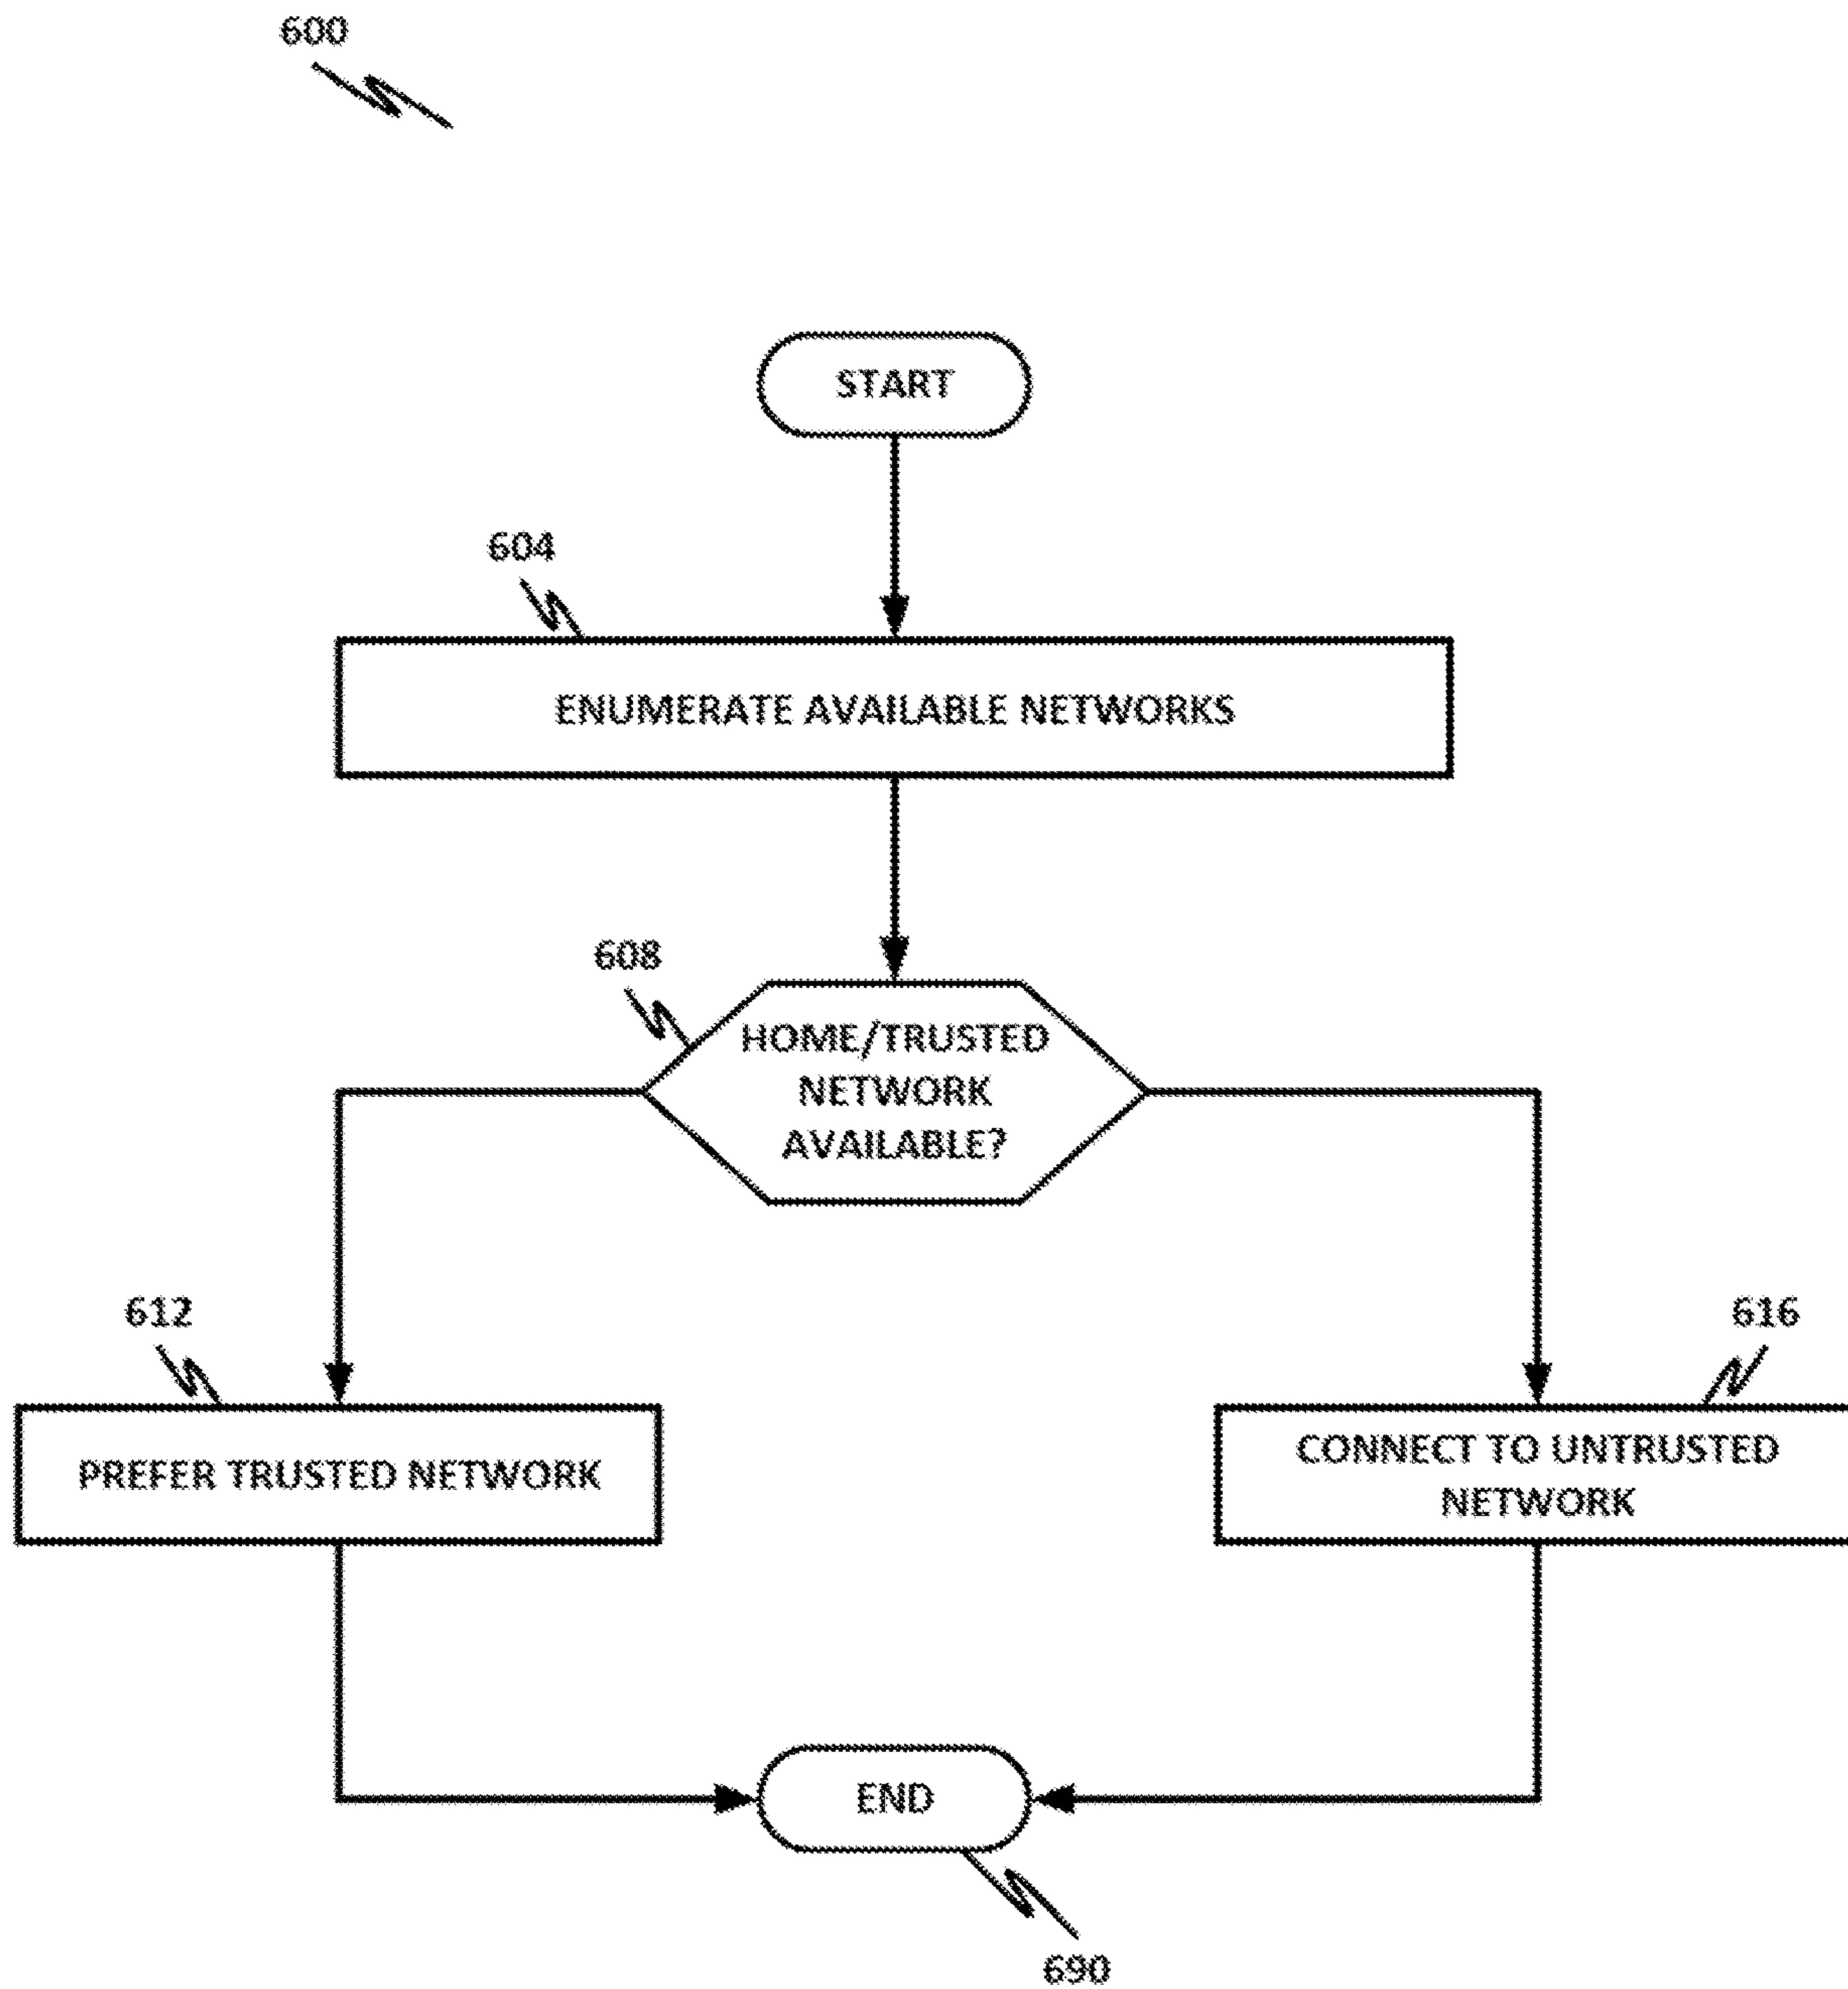 600
START
604
ENUMERATE AVAILABLE NETWORKS
608
HOME/TRUSTED
NETWORK
AVAILABLE?
612
616
PREFER TRUSTED NETWORK
CONNECT TO UNTRUSTED
NETWORK
END
690